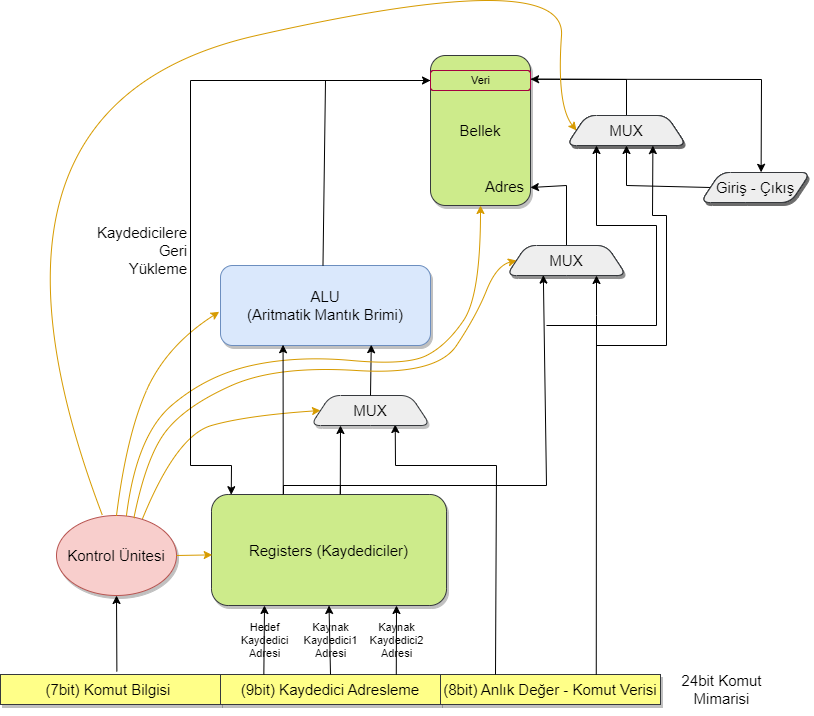 Veri
Bellek
Adres
MUX
Giriş - Çıkış
Kaydedicilere
Geri
Yükleme
MUX
ALU
(Aritmatik Mantık Brimi)
MUX
Kontrol Ünitesi
Registers (Kaydediciler)
Hedef
Kaydedici
Adresi
Kaynak
Kaydedici1
Adresi
Kaynak
Kaydedici2
Adresi
(7bit) Komut Bilgisi
(9bit) Kaydedici Adresleme
(8bit) Anlık Değer - Komut Verisi
24bit Komut
Mimarisi